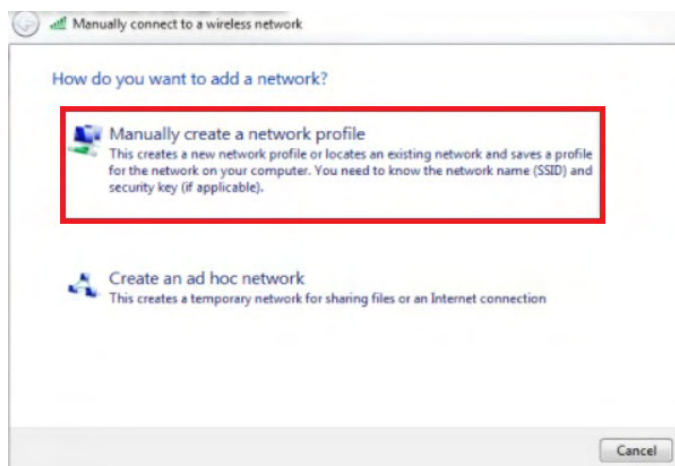 Manually connect to a wireless network
How do you want to add a network?
Manually create a network profile
This creates a new network profile or locates an existing network and saves a profile
for the network on your computer. You need to know the network name (SSID) and
security key (if applicable).
Create an ad hoc network
This creates a temporary network for sharing files or an Internet connection
Cancel